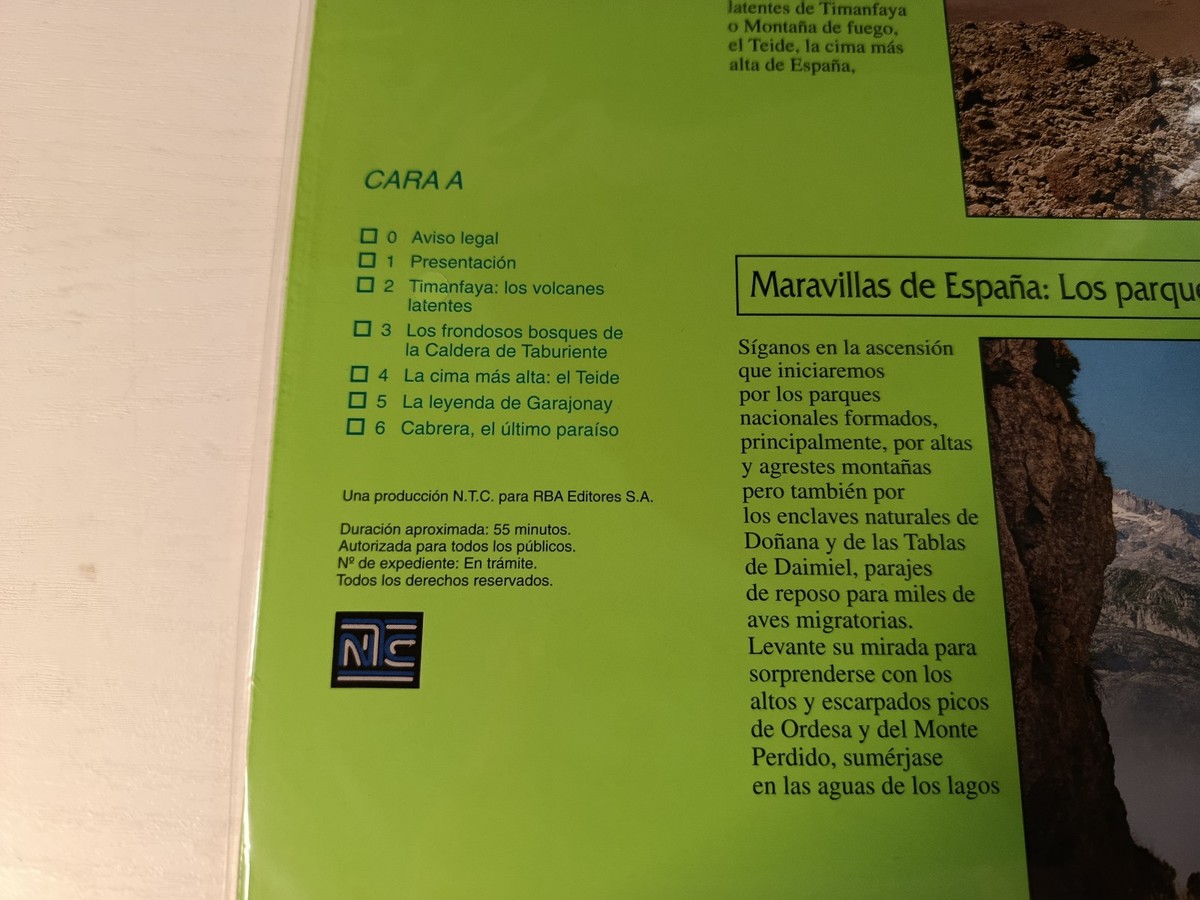 latentes de Timanfaya
o Montaña de fuego,
el Teide, la cima más
alta de España,
CARA A
0 Aviso legal
1 Presentación
2 Timanfaya: los volcanes
latentes
3 Los frondosos bosques de
la Caldera de Taburiente
4 La cima más alta: el Teide
5 La leyenda de Garajonay
6 Cabrera, el último paraíso
Una producción N.T.C. para RBA Editores S.A.
Duración aproximada: 55 minutos.
Autorizada para todos los públicos.
Nº de expediente: En trámite.
Todos los derechos reservados.
NTC
Maravillas de España: Los parque
Síganos en la ascensión
que iniciaremos
por los parques
nacionales formados,
principalmente, por altas
y agrestes montañas
pero también por
los enclaves naturales de
Doñana y de las Tablas
de Daimiel, parajes
de reposo para miles de
aves migratorias.
Levante su mirada para
sorprenderse con los
altos y escarpados picos
de Ordesa y del Monte
Perdido, sumérjase
en las aguas de los lagos